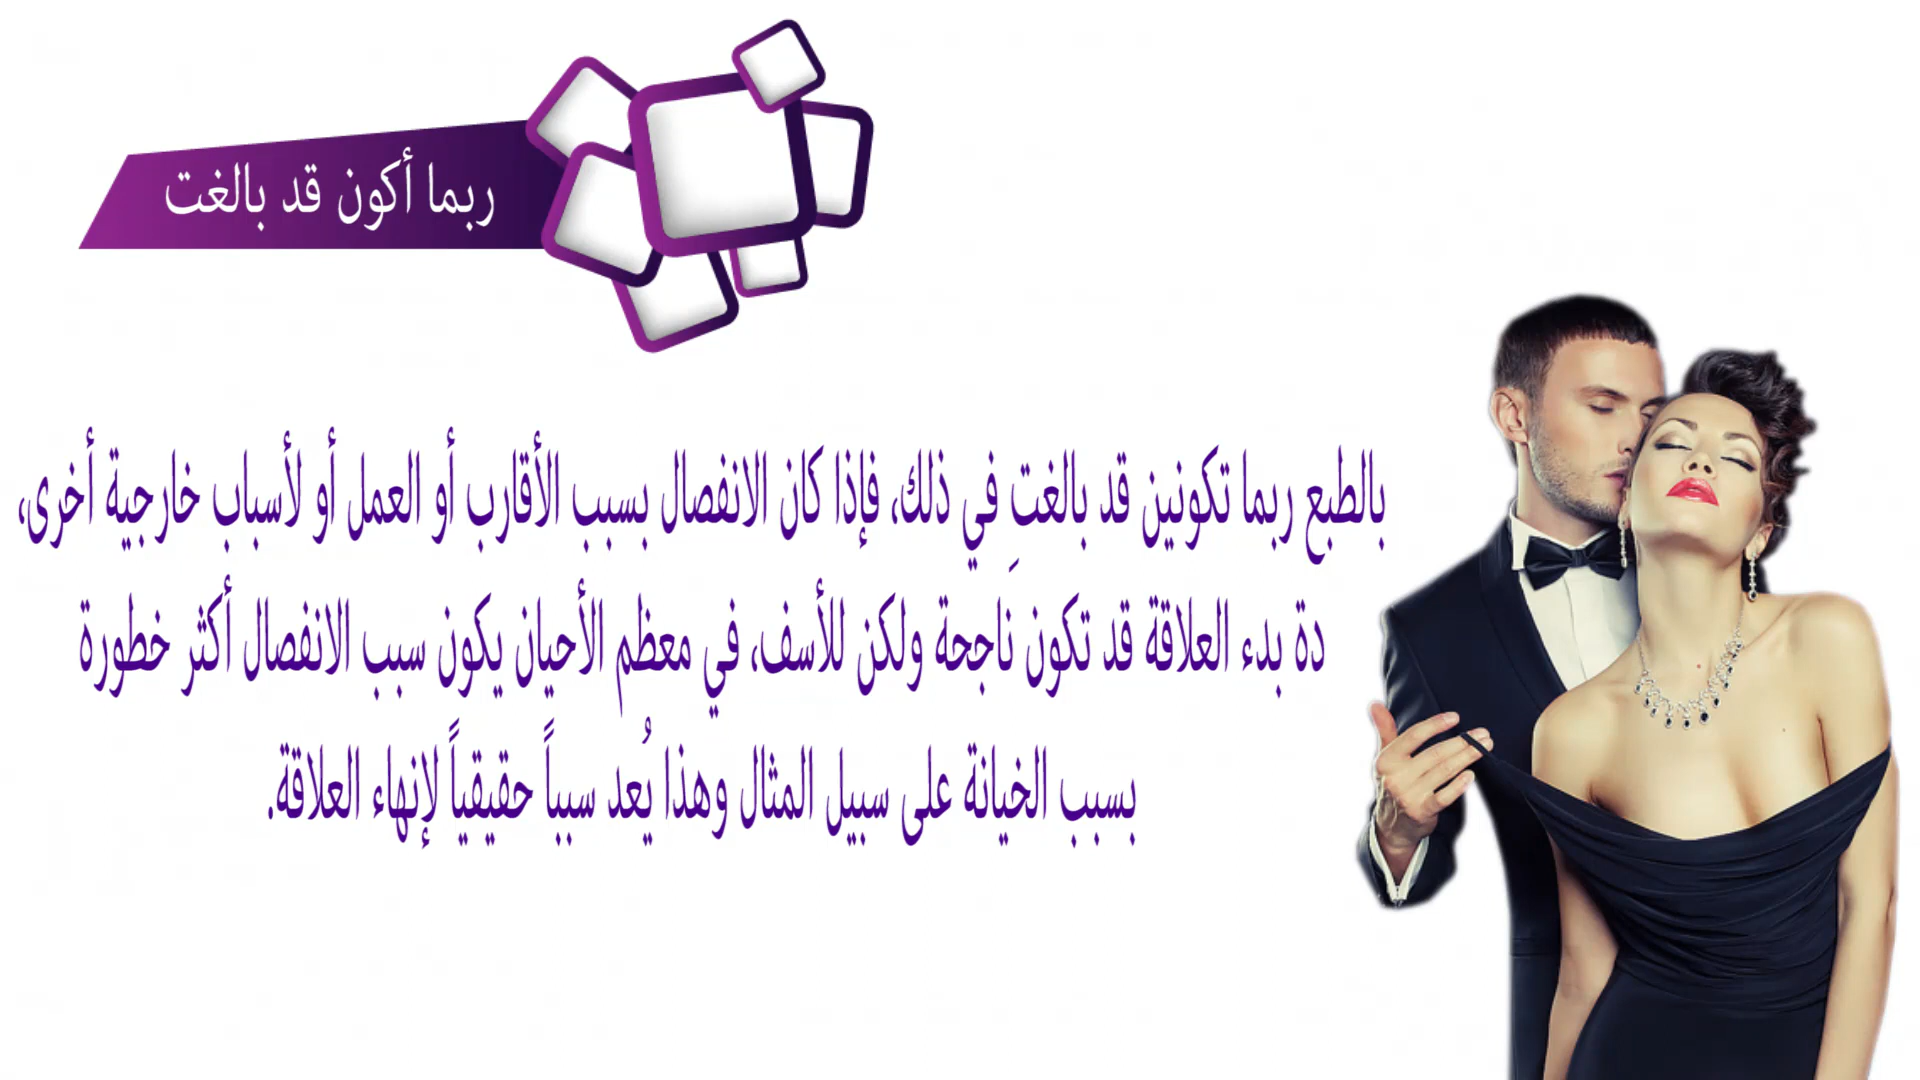 ربما أكون قد بالغت
بالطبع ربما تكونين قد بالغتِ في ذلك، فإذا كان الانفصال بسبب الأقارب أو العمل أو لأسباب خارجية أخرى،
دة بدء العلاقة قد تكون ناجحة ولكن للأسف، في معظم الأحيان يكون سبب الانفصال أكثر خطورة
بسبب الخيانة على سبيل المثال وهذا يُعد سبباً حقيقياً لإنهاء العلاقة.